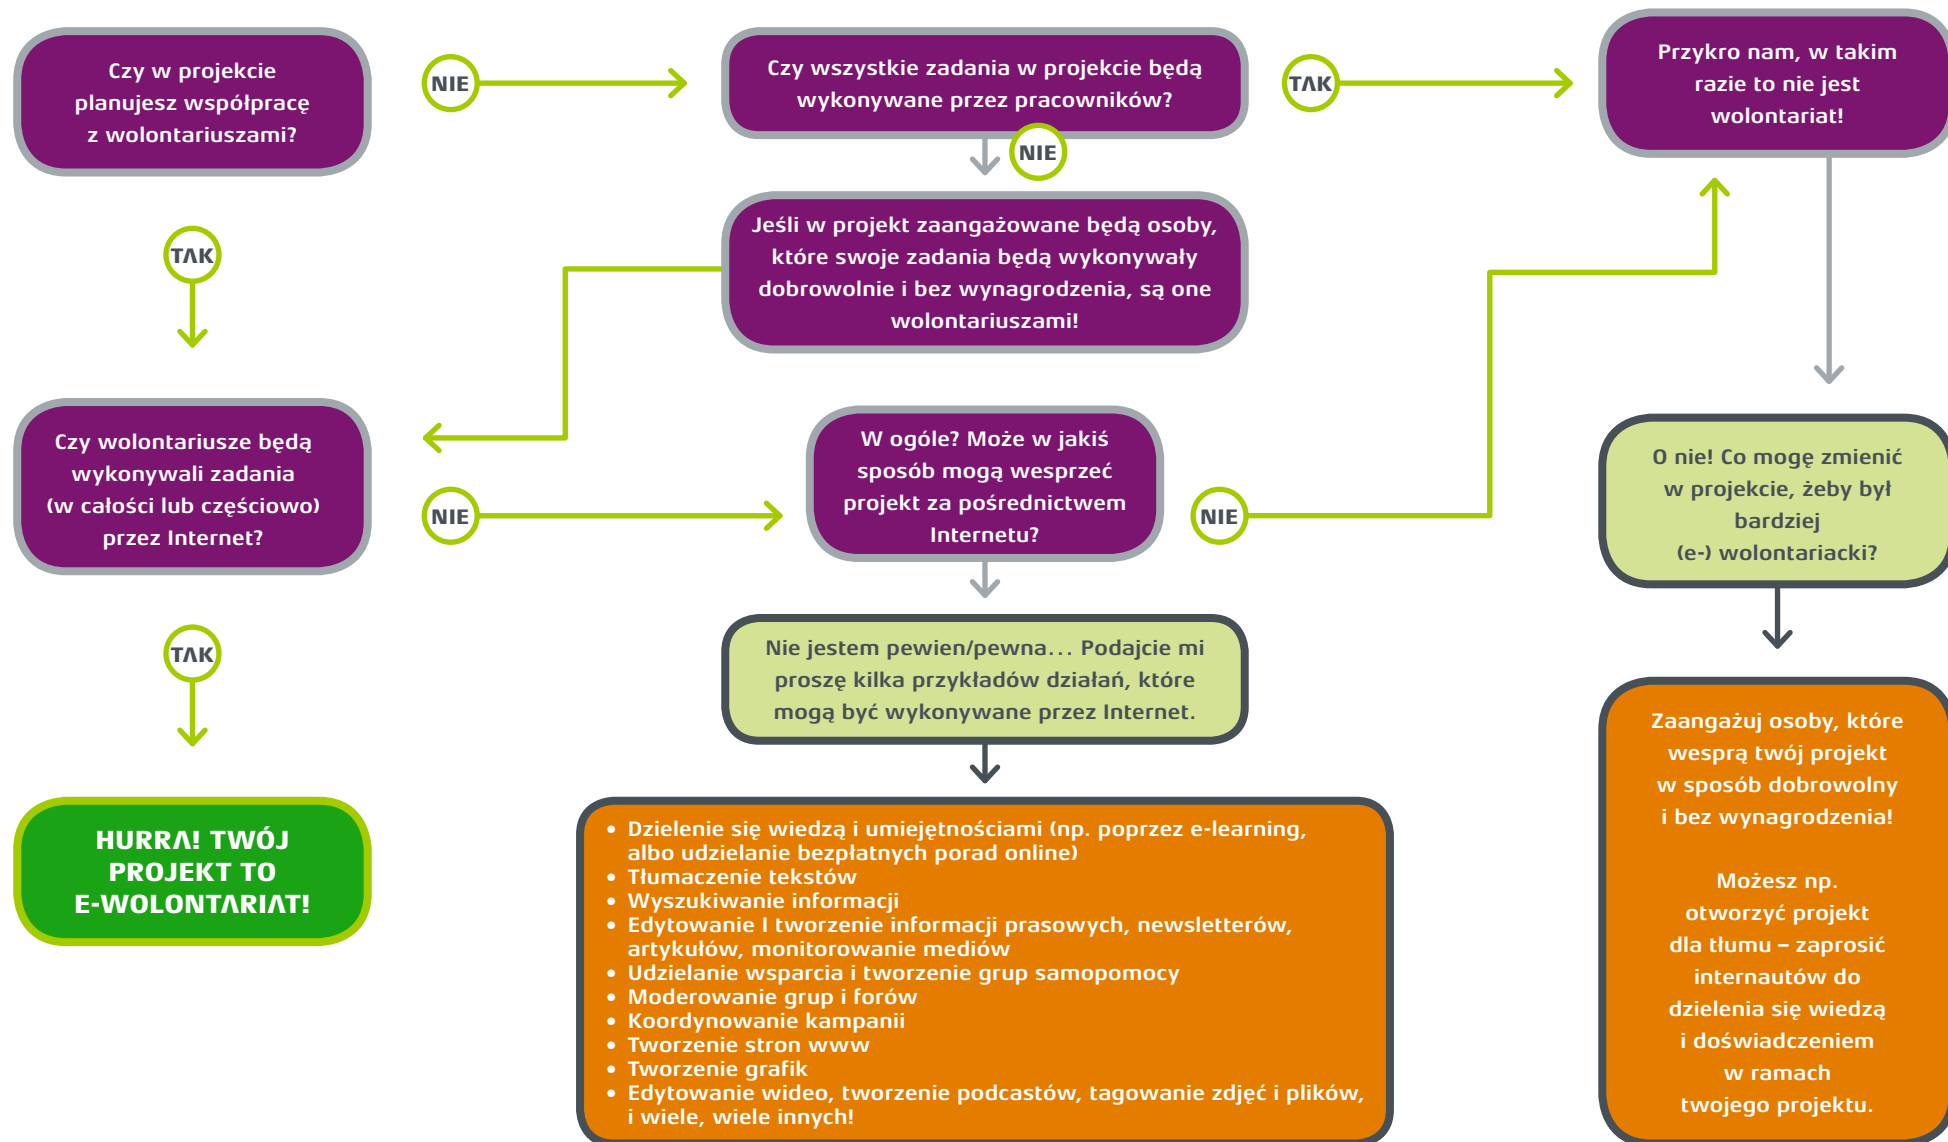 Czy w projekcie
planujesz współpracę
z wolontariuszami?
NIE
Czy wszystkie zadania w projekcie będą
wykonywane przez pracowników?
TAK
Przykro nam, w takim
razie to nie jest
wolontariat!
NIE
TAK
Jeśli w projekt zaangażowane będą osoby,
które swoje zadania będą wykonywały
dobrowolnie i bez wynagrodzenia, są one
wolontariuszami!
Czy wolontariusze będą
wykonywali zadania
(w całości lub częściowo)
przez Internet?
NIE
W ogóle? Może w jakiś
sposób mogą wesprzeć
projekt za pośrednictwem
Internetu?
NIE
O nie! Co mogę zmienić
w projekcie, żeby był
bardziej
(e-) wolontariacki?
TAK
Nie jestem pewien/pewna... Podajcie mi
proszę kilka przykładów działań, które
mogą być wykonywane przez Internet.
HURRA! TWÓJ
PROJEKT TO
E-WOLONTARIAT!
• Dzielenie się wiedzą i umiejętnościami (np. poprzez e-learning,
albo udzielanie bezpłatnych porad online)
• Tłumaczenie tekstów
• Wyszukiwanie informacji
• Edytowanie I tworzenie informacji prasowych, newsletterów,
artykułów, monitorowanie mediów
• Udzielanie wsparcia i tworzenie grup samopomocy
• Moderowanie grup i forów
• Koordynowanie kampanii
• Tworzenie stron www
• Tworzenie grafik
• Edytowanie wideo, tworzenie podcastów, tagowanie zdjęć i plików,
i wiele, wiele innych!
Zaangażuj osoby, które
wesprą twój projekt
w sposób dobrowolny
i bez wynagrodzenia!
Możesz np.
otworzyć projekt
dla tłumu – zaprosić
internautów do
dzielenia się wiedzą
i doświadczeniem
w ramach
twojego projektu.